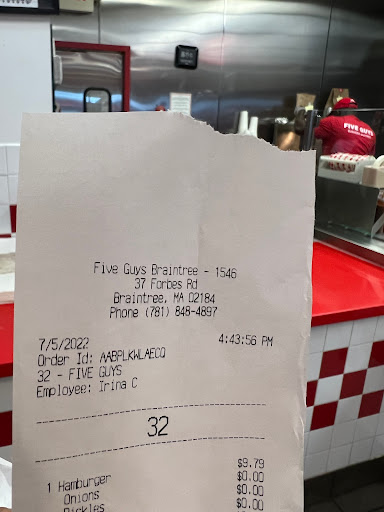 FIVE GUYS
Five Guys Braintree - 1546
37 Forbes Rd
Braintree, MA 02184
Phone (781) 848-4897
7/5/2022 4:43:56 PM
Order Id: AABPLKWLAECQ
32 - FIVE GUYS
Employee: Irina C
32
1 Hamburger $9.79
Onions $0.00
Pickles $0.00
$0.00